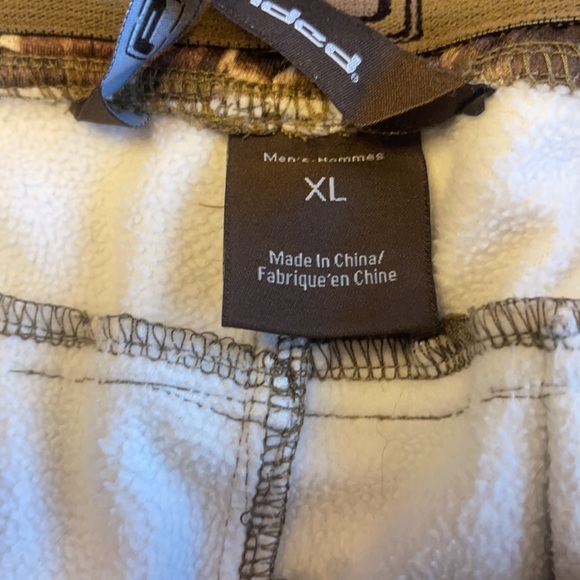 Men's·Hommes
XL
Made In China/
Fabrique'en Chine